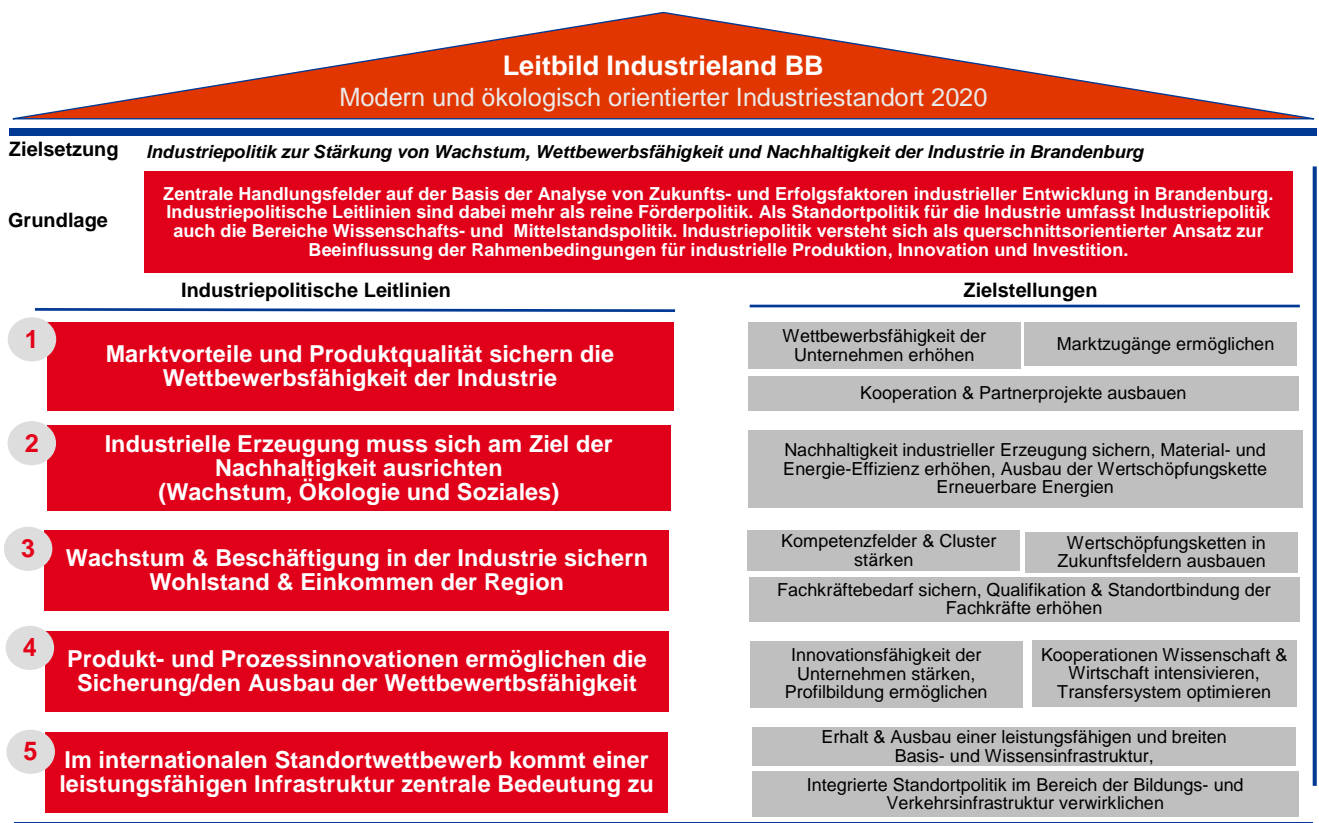 Leitbild Industrieland BB
Modern und ökologisch orientierter Industriestandort 2020
Zielsetzung
Industriepolitik zur Stärkung von Wachstum, Wettbewerbsfähigkeit und Nachhaltigkeit der Industrie in Brandenburg
Grundlage
Zentrale Handlungsfelder auf der Basis der Analyse von Zukunfts- und Erfolgsfaktoren industrieller Entwicklung in Brandenburg.
Industriepolitische Leitlinien sind dabei mehr als reine Förderpolitik. Als Standortpolitik für die Industrie umfasst Industriepolitik
auch die Bereiche Wissenschafts- und Mittelstandspolitik. Industriepolitik versteht sich als querschnittsorientierter Ansatz zur
Beeinflussung der Rahmenbedingungen für industrielle Produktion, Innovation und Investition.
Industriepolitische Leitlinien
Zielstellungen
1
Marktvorteile und Produktqualität sichern die
Wettbewerbsfähigkeit der Industrie
Wettbewerbsfähigkeit der
Unternehmen erhöhen
Marktzugänge ermöglichen
Kooperation & Partnerprojekte ausbauen
2
Industrielle Erzeugung muss sich am Ziel der
Nachhaltigkeit ausrichten
(Wachstum, Ökologie und Soziales)
Nachhaltigkeit industrieller Erzeugung sichern, Material- und
Energie-Effizienz erhöhen, Ausbau der Wertschöpfungskette
Erneuerbare Energien
3
Wachstum & Beschäftigung in der Industrie sichern
Wohlstand & Einkommen der Region
Kompetenzfelder & Cluster
stärken
Wertschöpfungsketten in
Zukunftsfeldern ausbauen
Fachkräftebedarf sichern, Qualifikation & Standortbindung der
Fachkräfte erhöhen
4
Produkt- und Prozessinnovationen ermöglichen die
Sicherung/den Ausbau der Wettbewertbsfähigkeit
Innovationsfähigkeit der
Unternehmen stärken,
Profilbildung ermöglichen
Kooperationen Wissenschaft &
Wirtschaft intensivieren,
Transfersystem optimieren
5
Im internationalen Standortwettbewerb kommt einer
leistungsfähigen Infrastruktur zentrale Bedeutung zu
Erhalt & Ausbau einer leistungsfähigen und breiten
Basis- und Wissensinfrastruktur,
Integrierte Standortpolitik im Bereich der Bildungs- und
Verkehrsinfrastruktur verwirklichen